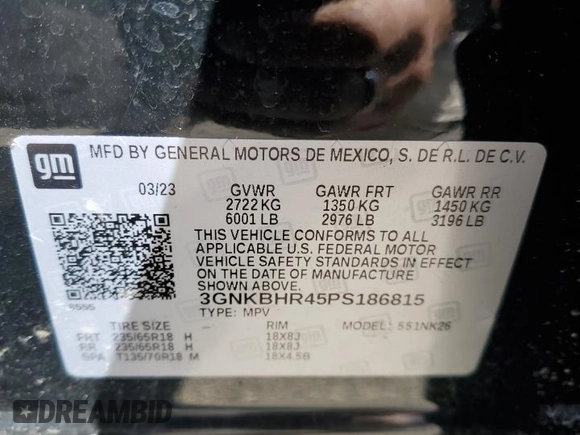 gm MFD BY GENERAL MOTORS DE MEXICO, S. DE R.L. DE C.V.
03/23 GVWR GAWR FRT GAWR RR
2722 KG 1350 KG 1450 KG
6001 LB 2976 LB 3196 LB
THIS VEHICLE CONFORMS TO ALL
APPLICABLE U.S. FEDERAL MOTOR
VEHICLE SAFETY STANDARDS IN
EFFECT ON THE DATE OF MANUFACTURE
SHOWN ABOVE.
3GNKBHR45PS186815
TYPE: MPV MODEL: 5S1NK26
TIRE SIZE RIM
FRT 235/65R18 H 18X8J
RR 235/65R18 H 18X8J
SPA T135/70R18 M 18X4.5B
DREAMBID